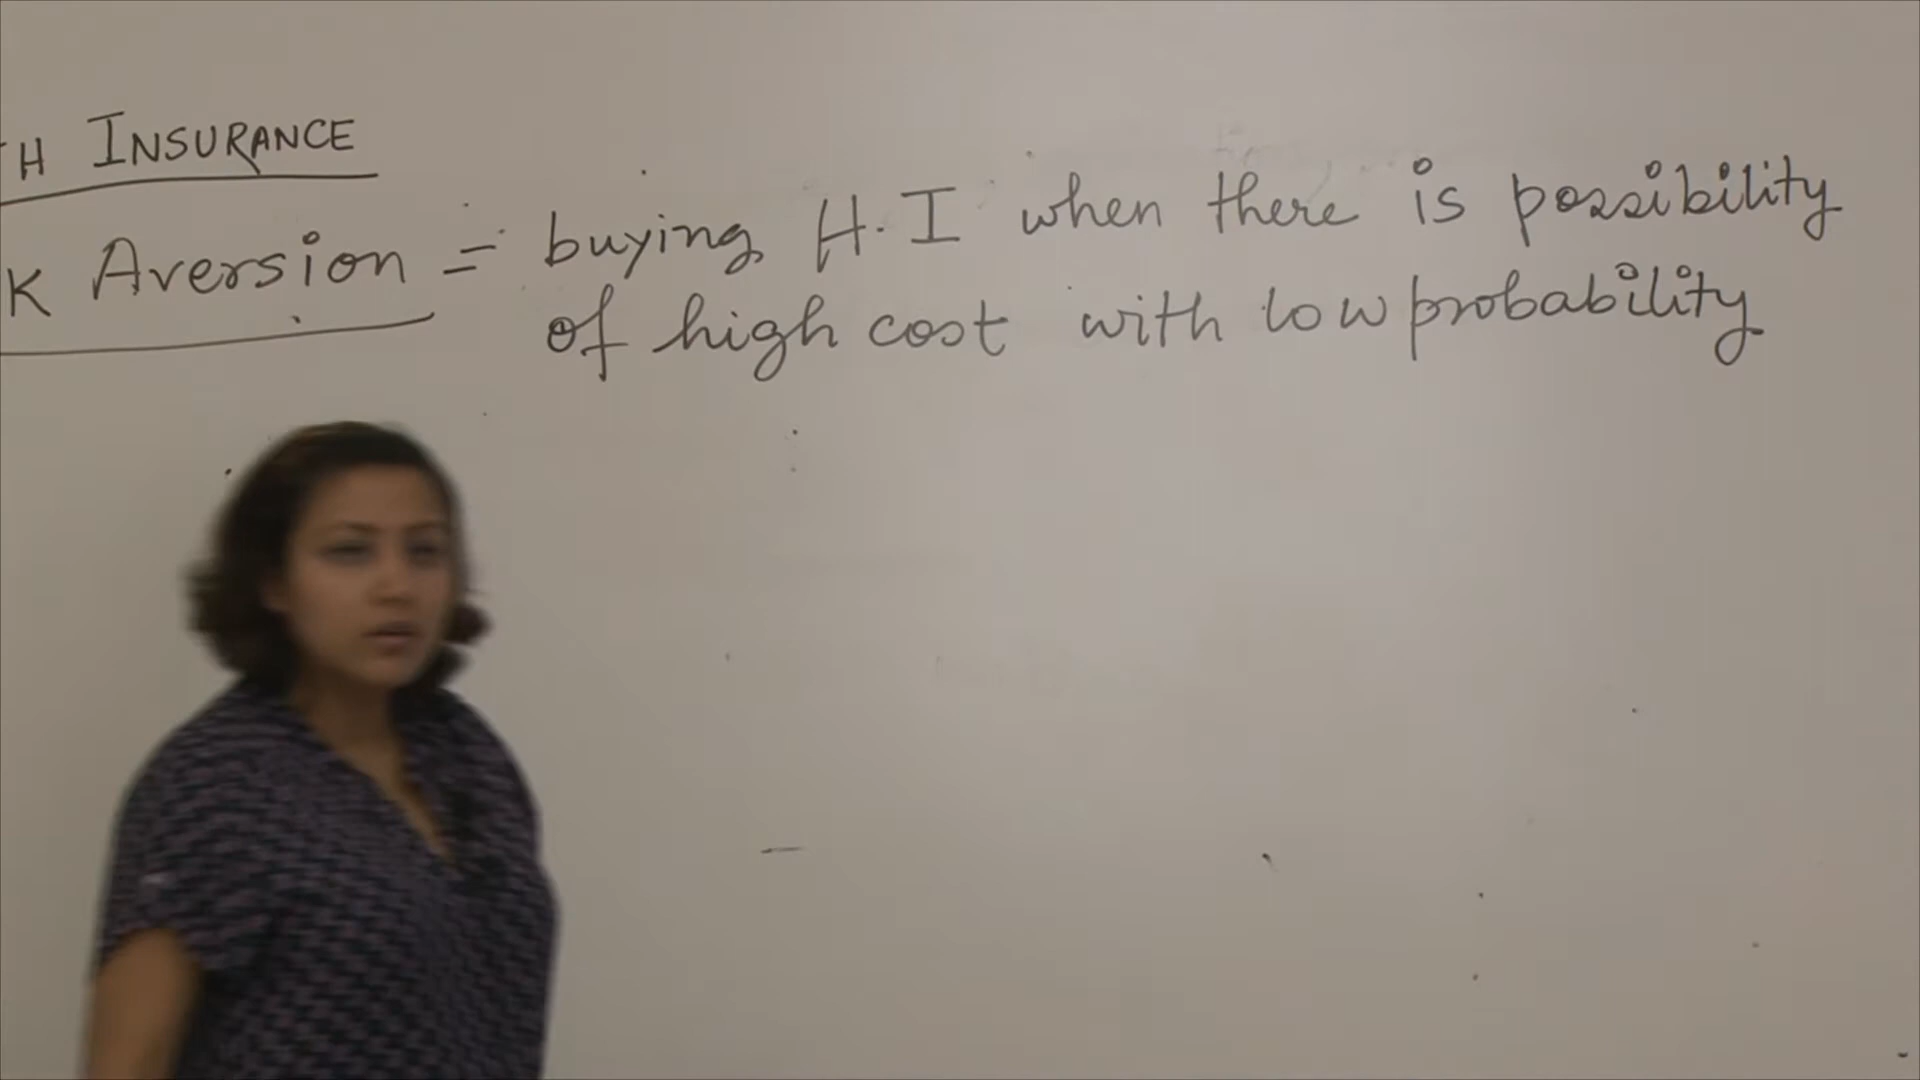 H INSURANCE
K Aversion = buying H.I when there is possibility
of high cost with low probability